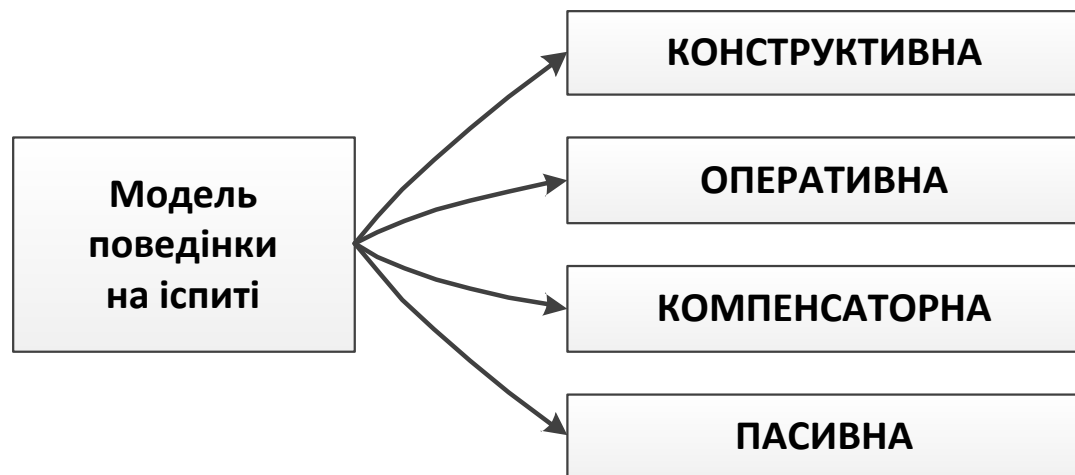 Модель
поведінки
на іспиті
КОНСТРУКТИВНА
ОПЕРАТИВНА
КОМПЕНСАТОРНА
ПАСИВНА